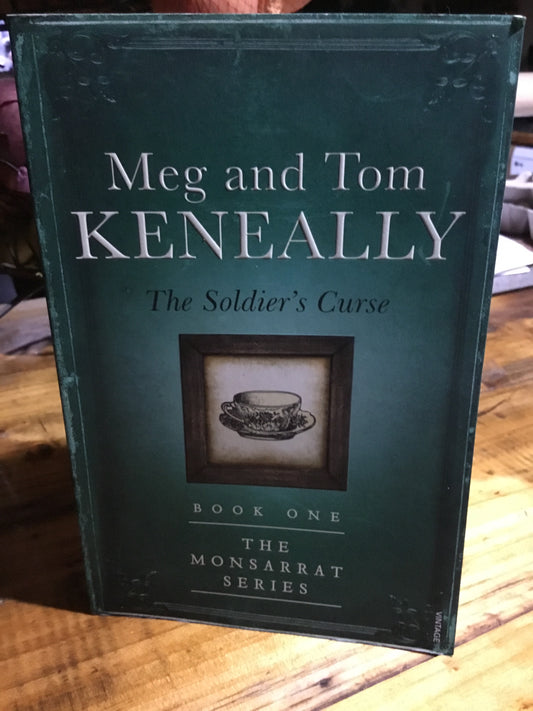 Meg and Tom
KENEALLY
The Soldier's Curse
BOOK ONE
THE
MONSARRAT
SERIES
VINTAGE